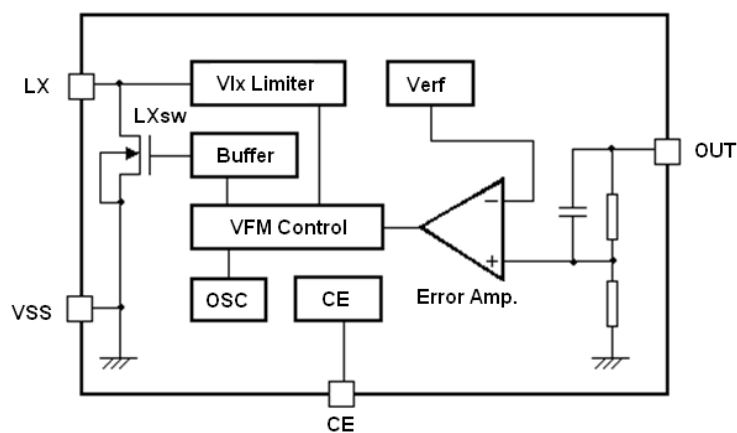 LX
Vlx Limiter
Verf
LXsw
Buffer
OUT
VFM Control
−
+
Error Amp.
OSC
CE
VSS
CE